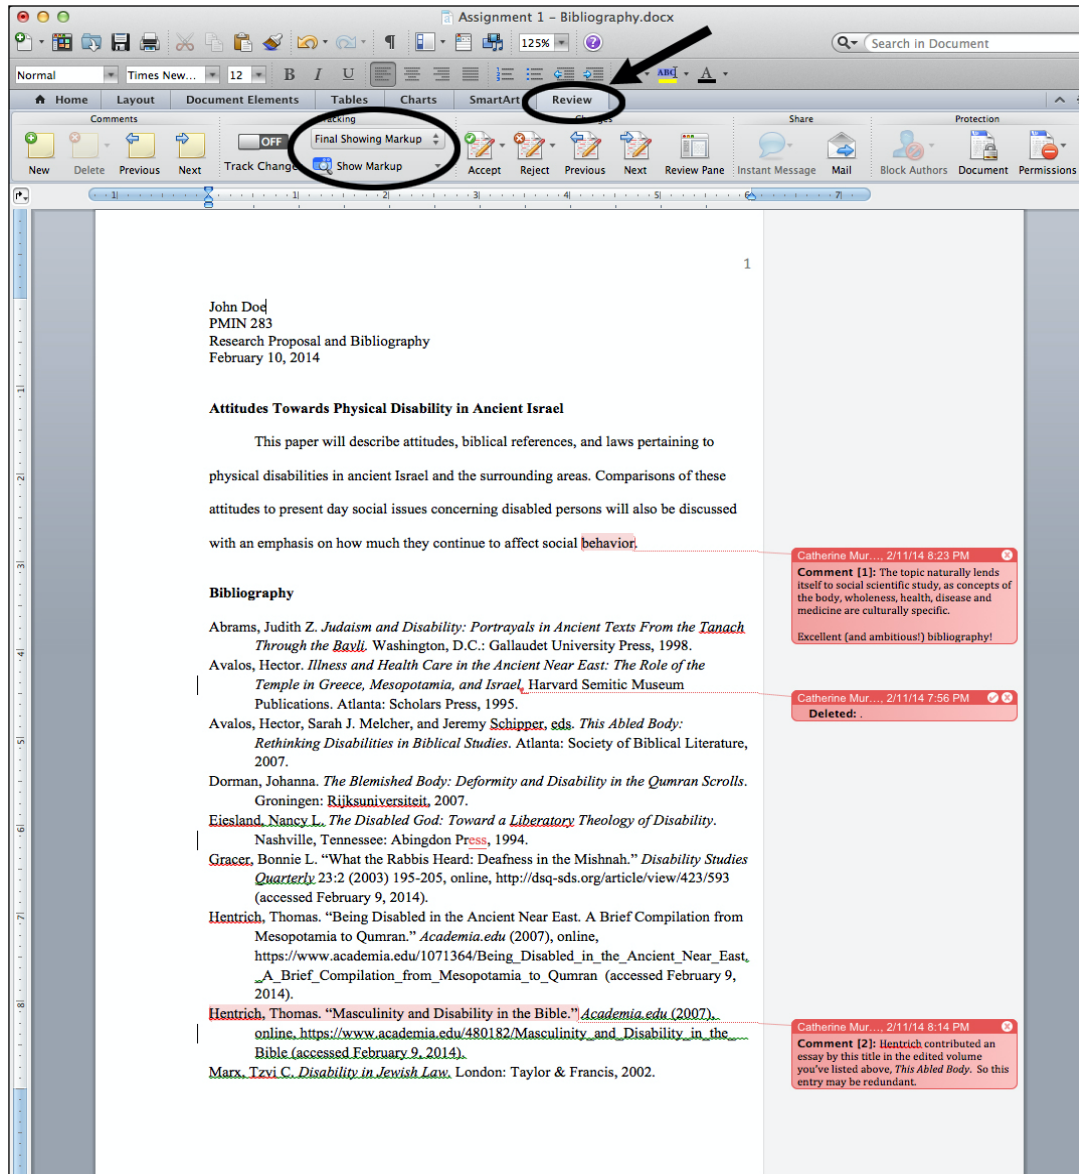 Assignment 1 – Bibliography.docx
125%
Search in Document
Normal
Times New...
12
B I U
ABC
A
Home
Layout
Document Elements
Tables
Charts
SmartArt
Review
Comments
Share
Protection
OFF
Final Showing Markup
Show Markup
New
Delete
Previous
Next
Accept
Reject
Previous
Next
Review Pane
Instant Message
Mail
Block Authors
Document
Permissions
1
John Doe
PMIN 283
Research Proposal and Bibliography
February 10, 2014
Attitudes Towards Physical Disability in Ancient Israel
This paper will describe attitudes, biblical references, and laws pertaining to
physical disabilities in ancient Israel and the surrounding areas. Comparisons of these
attitudes to present day social issues concerning disabled persons will also be discussed
with an emphasis on how much they continue to affect social behavior.
Catherine Mur…, 2/11/14 8:23 PM
Comment [1]: The topic naturally lends
itself to social scientific study, as concepts of
the body, wholeness, health, disease and
medicine are culturally specific.
Excellent (and ambitious!) bibliography!
Bibliography
Abrams, Judith Z. Judaism and Disability: Portrayals in Ancient Texts From the Tanach
Through the Bavli. Washington, D.C.: Gallaudet University Press, 1998.
Avalos, Hector. Illness and Health Care in the Ancient Near East: The Role of the
Temple in Greece, Mesopotamia, and Israel, Harvard Semitic Museum
Publications. Atlanta: Scholars Press, 1995.
Catherine Mur…, 2/11/14 7:56 PM
Deleted: .
Avalos, Hector, Sarah J. Melcher, and Jeremy Schipper, eds. This Abled Body:
Rethinking Disabilities in Biblical Studies. Atlanta: Society of Biblical Literature,
2007.
Dorman, Johanna. The Blemished Body: Deformity and Disability in the Qumran Scrolls.
Groningen: Rijksuniversiteit, 2007.
Eiesland, Nancy L. The Disabled God: Toward a Liberatory Theology of Disability.
Nashville, Tennessee: Abingdon Press, 1994.
Gracer, Bonnie L. “What the Rabbis Heard: Deafness in the Mishnah.” Disability Studies
Quarterly 23:2 (2003) 195-205, online, http://dsq-sds.org/article/view/423/593
(accessed February 9, 2014).
Hentrich, Thomas. “Being Disabled in the Ancient Near East. A Brief Compilation from
Mesopotamia to Qumran.” Academia.edu (2007), online,
https://www.academia.edu/1071364/Being_Disabled_in_the_Ancient_Near_East.
_A_Brief_Compilation_from_Mesopotamia_to_Qumran (accessed February 9,
2014).
Hentrich, Thomas. “Masculinity and Disability in the Bible.” Academia.edu (2007),
online, https://www.academia.edu/480182/Masculinity_and_Disability_in_the_
Bible (accessed February 9, 2014).
Catherine Mur…, 2/11/14 8:14 PM
Comment [2]: Hentrich contributed an
essay by this title in the edited volume
you’ve listed above, This Abled Body. So this
entry may be redundant.
Marx, Tzvi C. Disability in Jewish Law. London: Taylor & Francis, 2002.